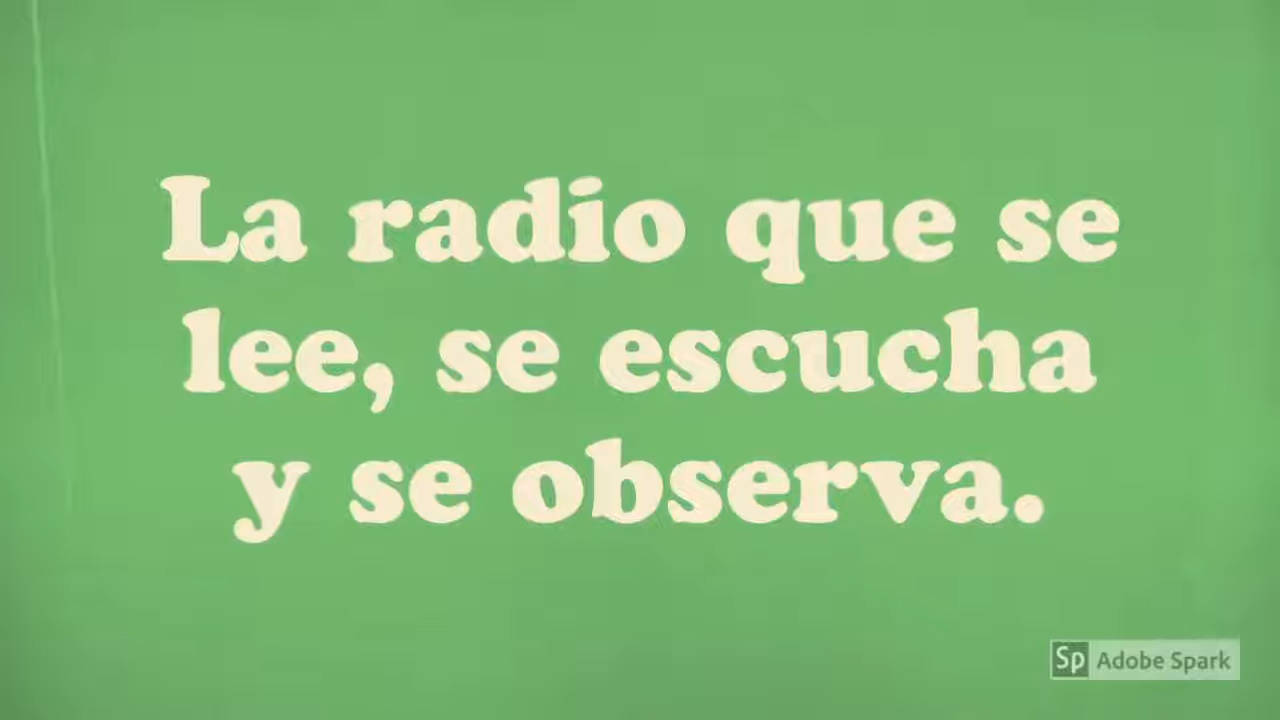 La radio que se
lee, se escucha
y se observa.
Sp Adobe Spark